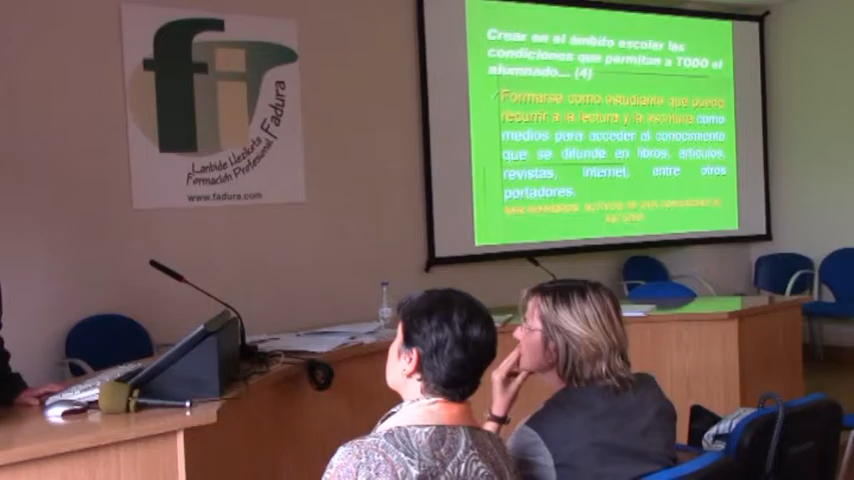 fi
Lanbide Heziketa
Formación Profesional Fadura
www.fadura.com
Crear en el ámbito escolar las
condiciones que permitan a TODO el
alumnado... (4)
✓Formarse como estudiante que puede
recurrir a la lectura y la escritura como
medios para acceder al conocimiento
que se difunde en libros, artículos,
revistas, Internet, entre otros
portadores.